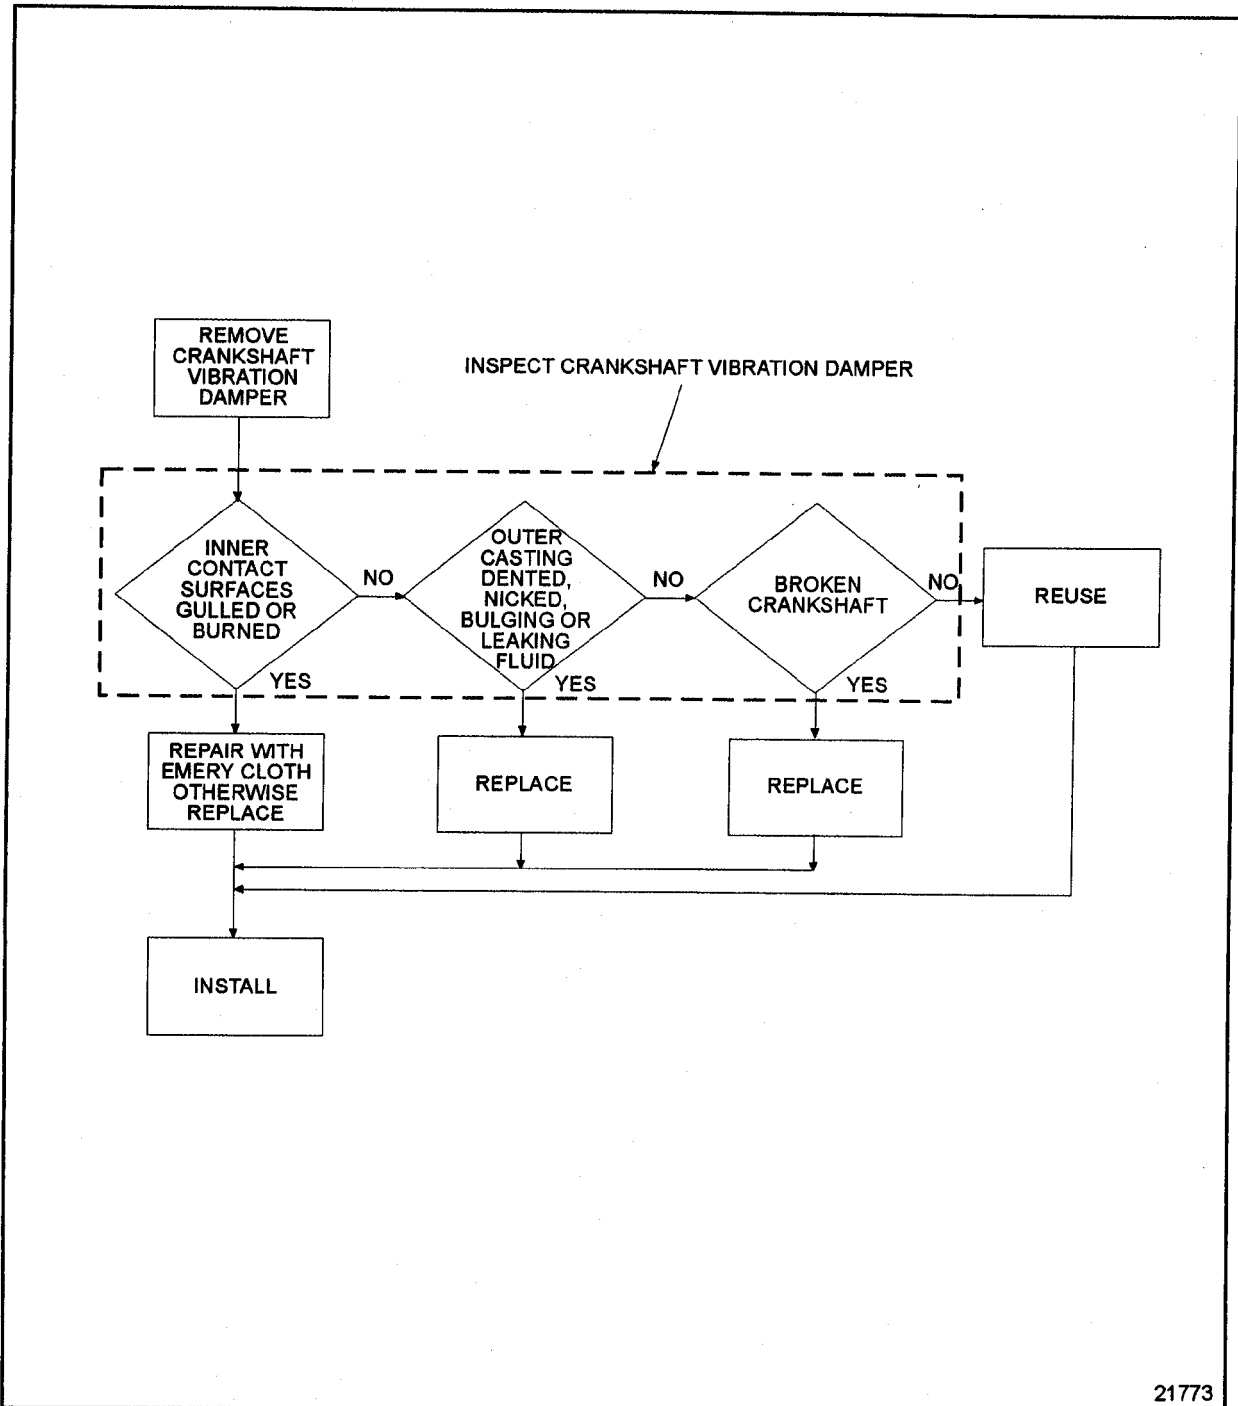 REMOVE
CRANKSHAFT
VIBRATION
DAMPER
INSPECT CRANKSHAFT VIBRATION DAMPER
INNER
CONTACT
SURFACES
GULLED OR
BURNED
NO
OUTER
CASTING
DENTED,
NICKED,
BULGING OR
LEAKING
FLUID
NO
BROKEN
CRANKSHAFT
NO
REUSE
YES
YES
YES
REPAIR WITH
EMERY CLOTH
OTHERWISE
REPLACE
REPLACE
REPLACE
INSTALL
21773